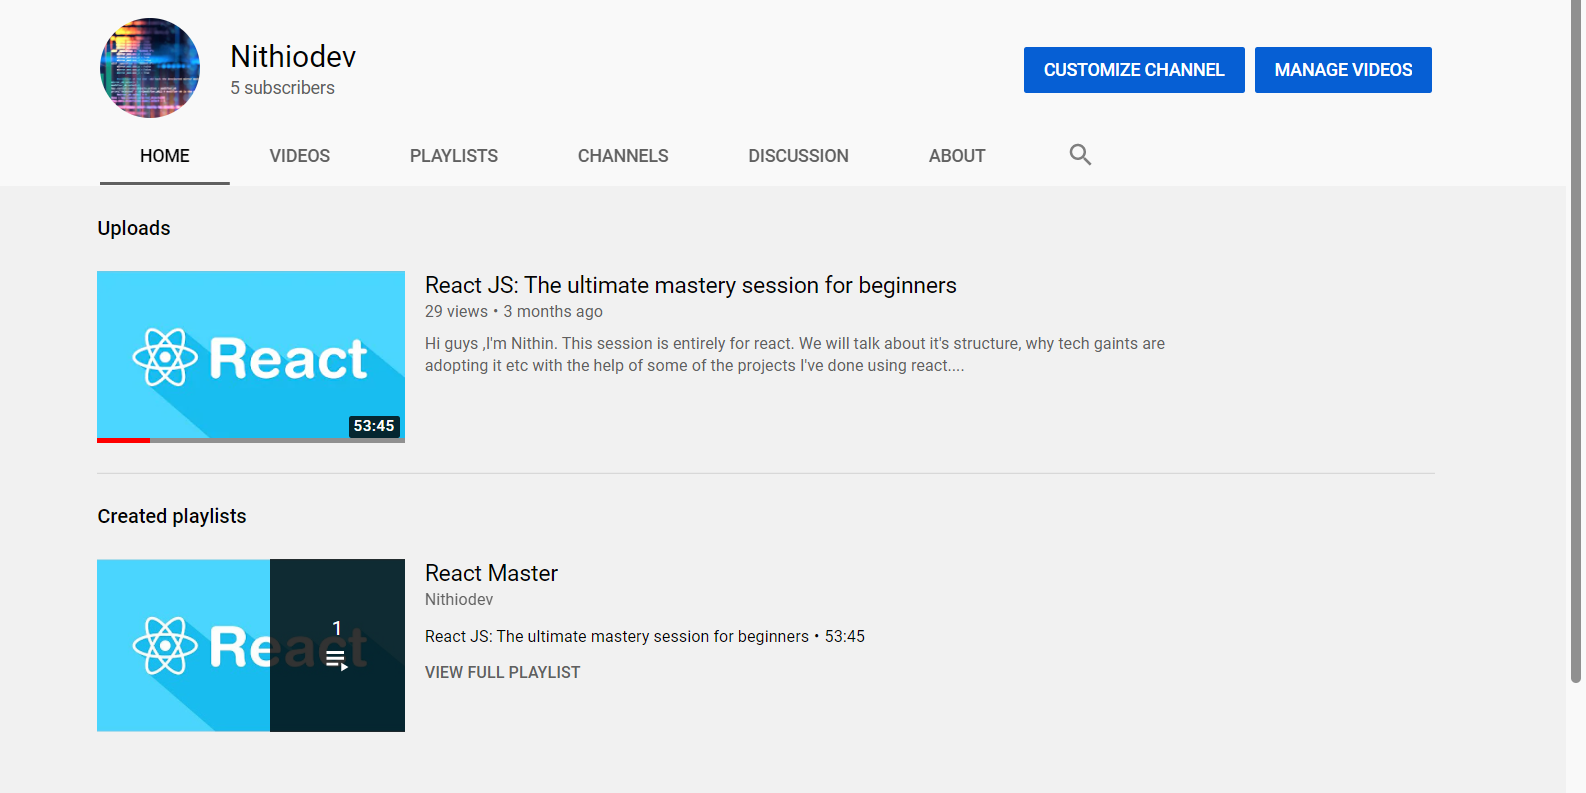 Nithiodev
5 subscribers
CUSTOMIZE CHANNEL
MANAGE VIDEOS
HOME
VIDEOS
PLAYLISTS
CHANNELS
DISCUSSION
ABOUT
Uploads
React
53:45
React JS: The ultimate mastery session for beginners
29 views • 3 months ago
Hi guys ,I'm Nithin. This session is entirely for react. We will talk about it's structure, why tech gaints are
adopting it etc with the help of some of the projects I've done using react....
Created playlists
React
1
React Master
Nithiodev
React JS: The ultimate mastery session for beginners • 53:45
VIEW FULL PLAYLIST